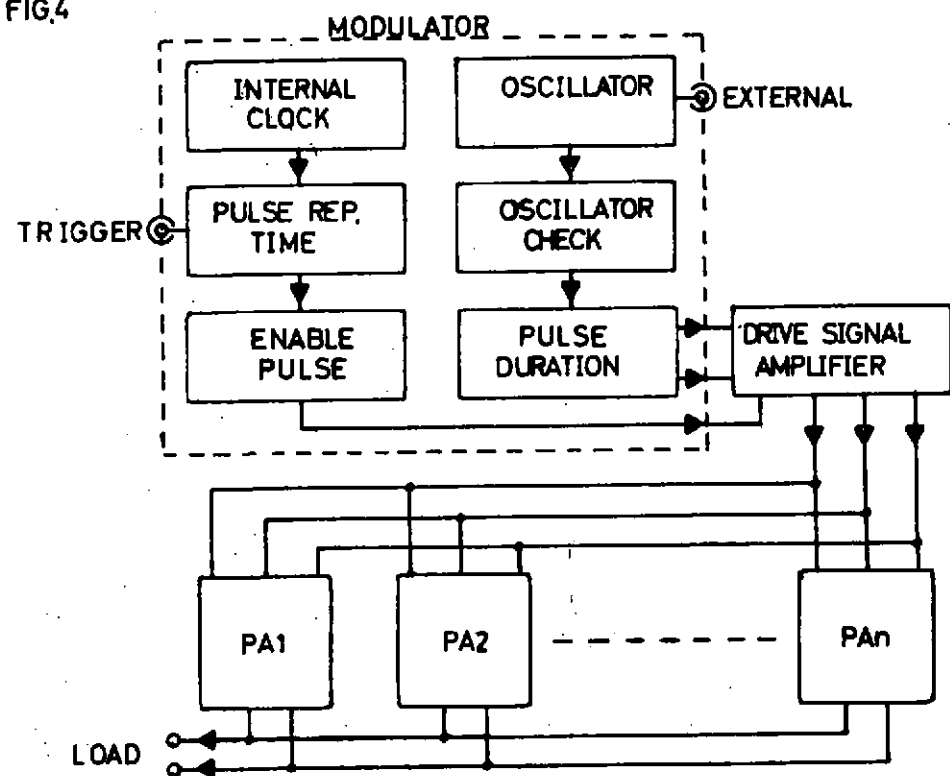 FIG.4
MODULATOR
INTERNAL
CLOCK
OSCILLATOR
EXTERNAL
TRIGGER
PULSE REP.
TIME
OSCILLATOR
CHECK
ENABLE
PULSE
PULSE
DURATION
DRIVE SIGNAL
AMPLIFIER
PA1
PA2
PAn
LOAD